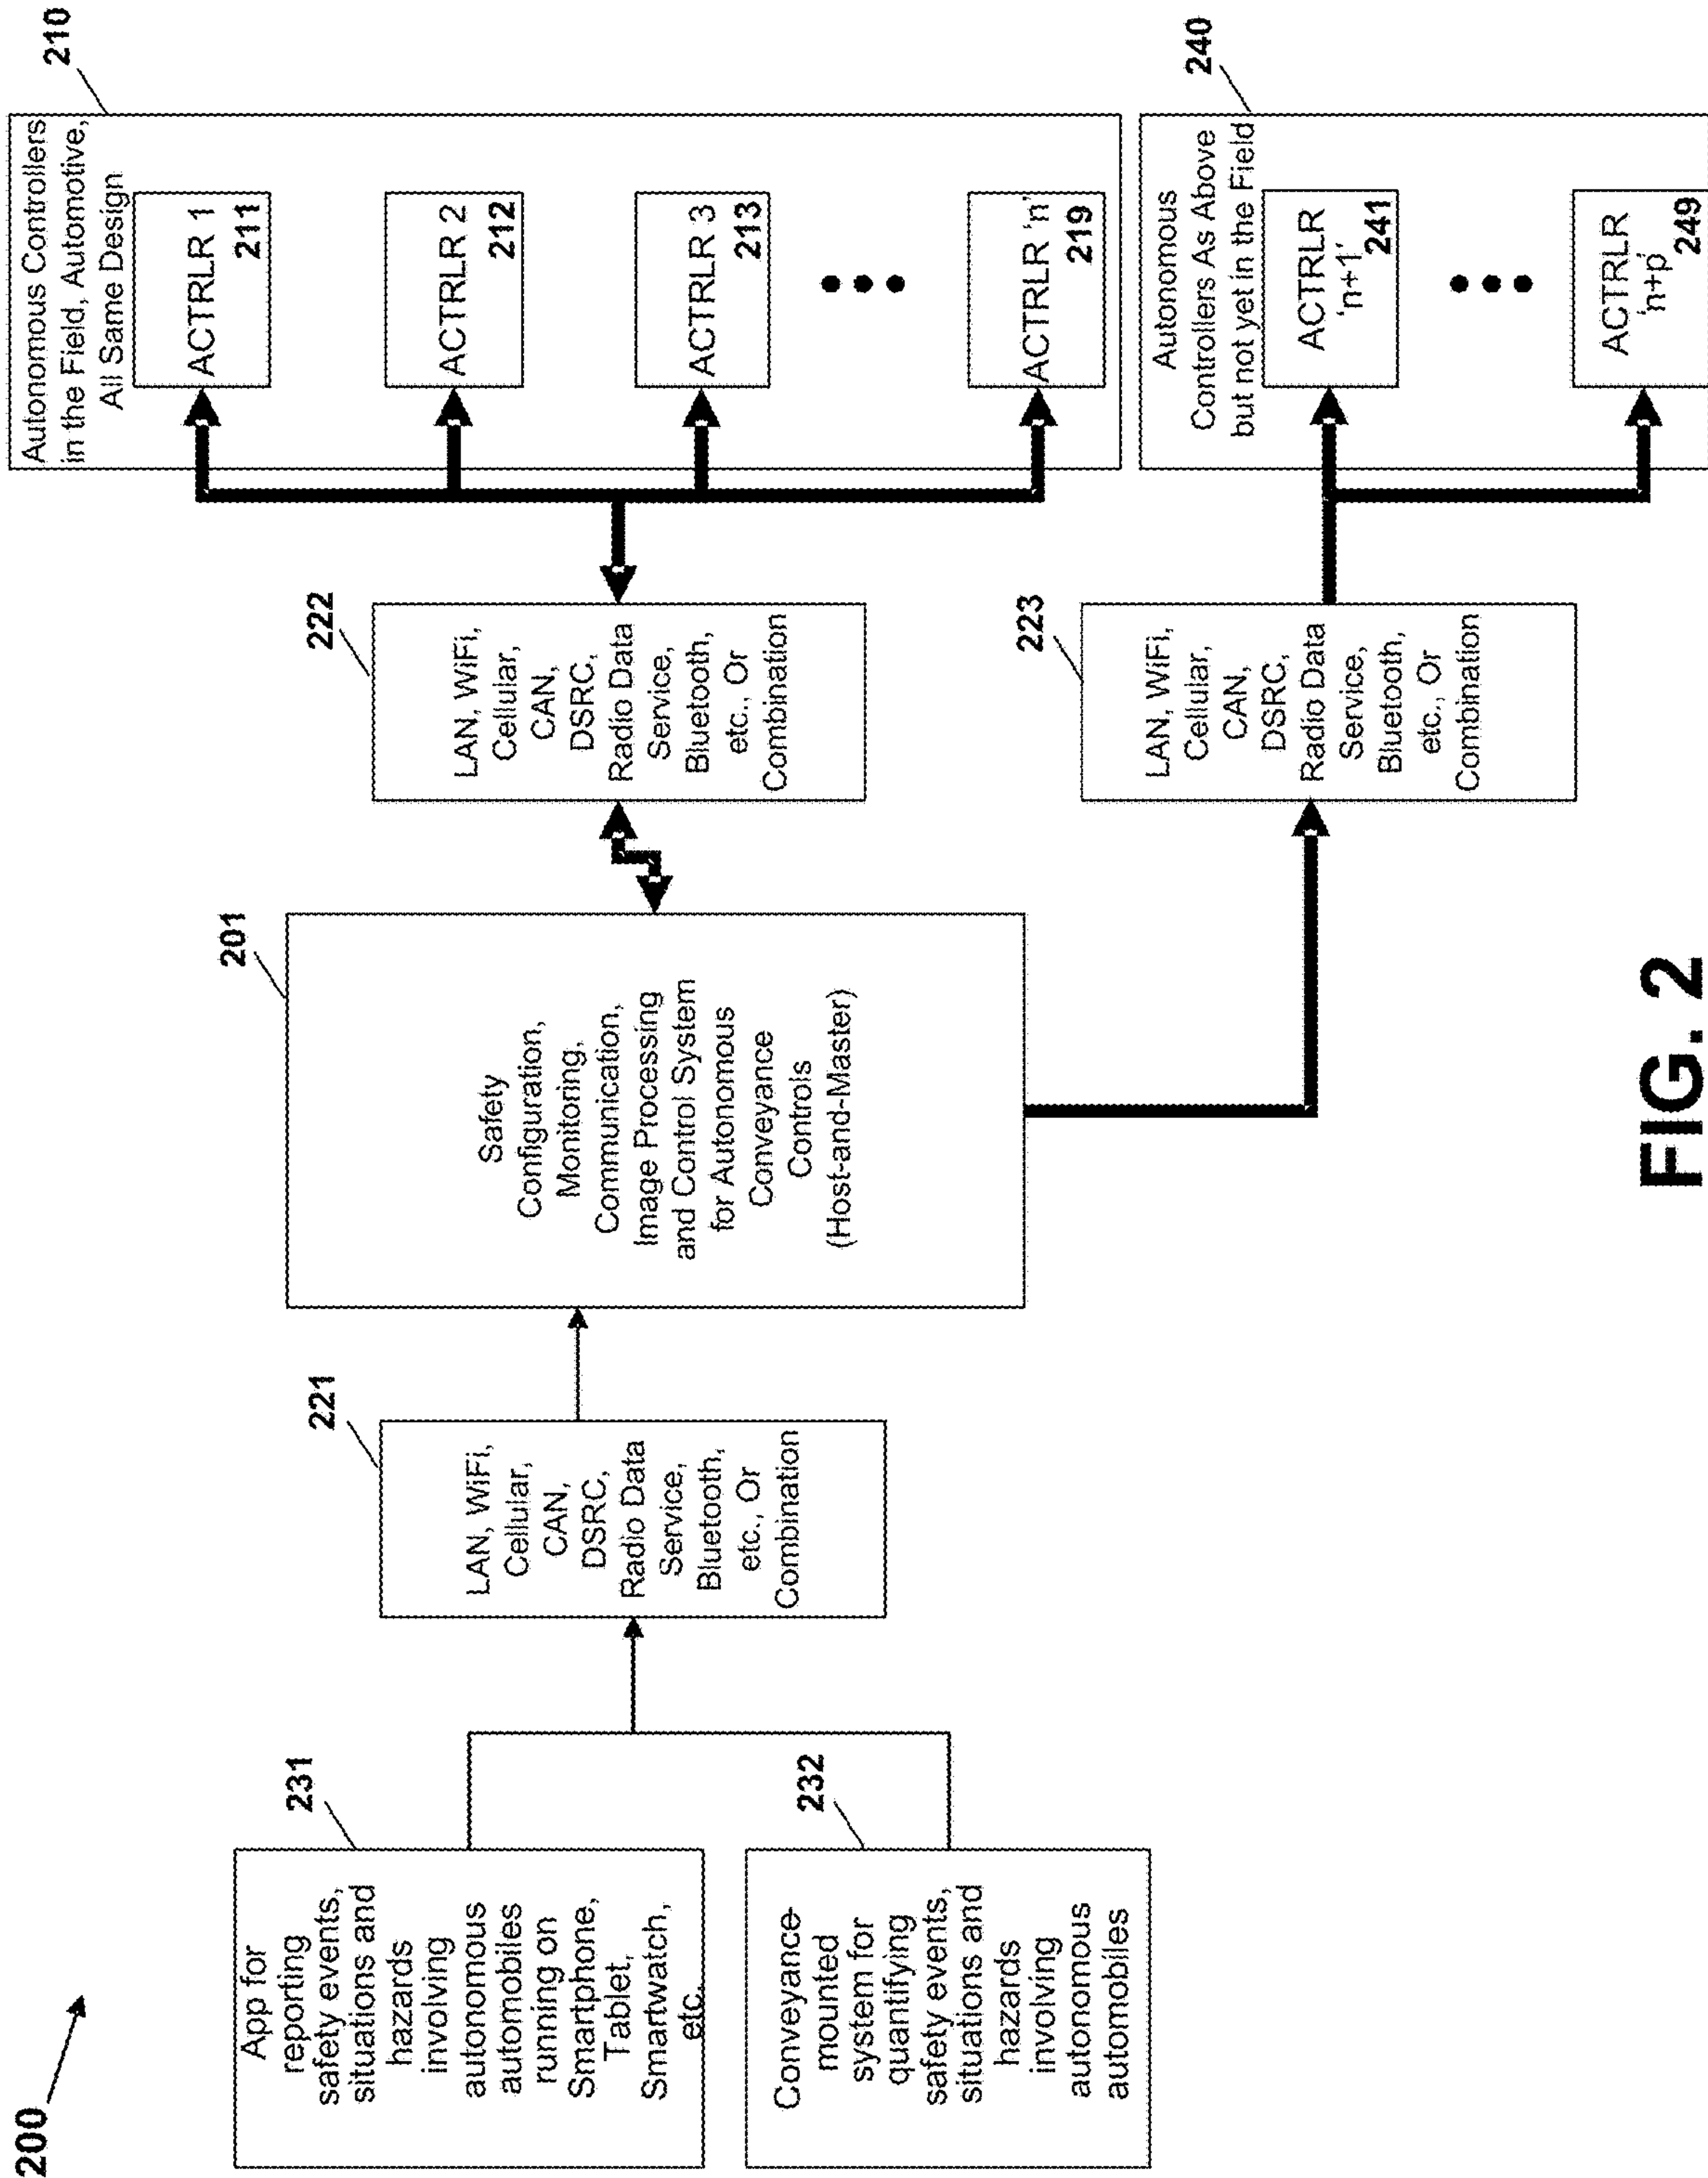 200
231
App for
reporting
safety events,
situations and
hazards
involving
autonomous
automobiles
running on
Smartphone,
Tablet,
Smartwatch,
etc.
232
Conveyance-
mounted
system for
quantifying
safety events,
situations and
hazards
involving
autonomous
automobiles
221
LAN, WiFi,
Cellular,
CAN,
DSRC,
Radio Data
Service,
Bluetooth,
etc., Or
Combination
201
Safety
Configuration,
Monitoring,
Communication,
Image Processing
and Control System
for Autonomous
Conveyance
Controls
(Host-and-Master)
222
LAN, WiFi,
Cellular,
CAN,
DSRC,
Radio Data
Service,
Bluetooth,
etc., Or
Combination
223
LAN, WiFi,
Cellular,
CAN,
DSRC,
Radio Data
Service,
Bluetooth,
etc., Or
Combination
210
Autonomous Controllers
in the Field, Automotive,
All Same Design
ACTRLR 1
211
ACTRLR 2
212
ACTRLR 3
213
ACTRLR 'n'
219
240
Autonomous
Controllers As Above
but not yet in the Field
ACTRLR
'n+1'
241
ACTRLR
'n+p'
249
FIG. 2